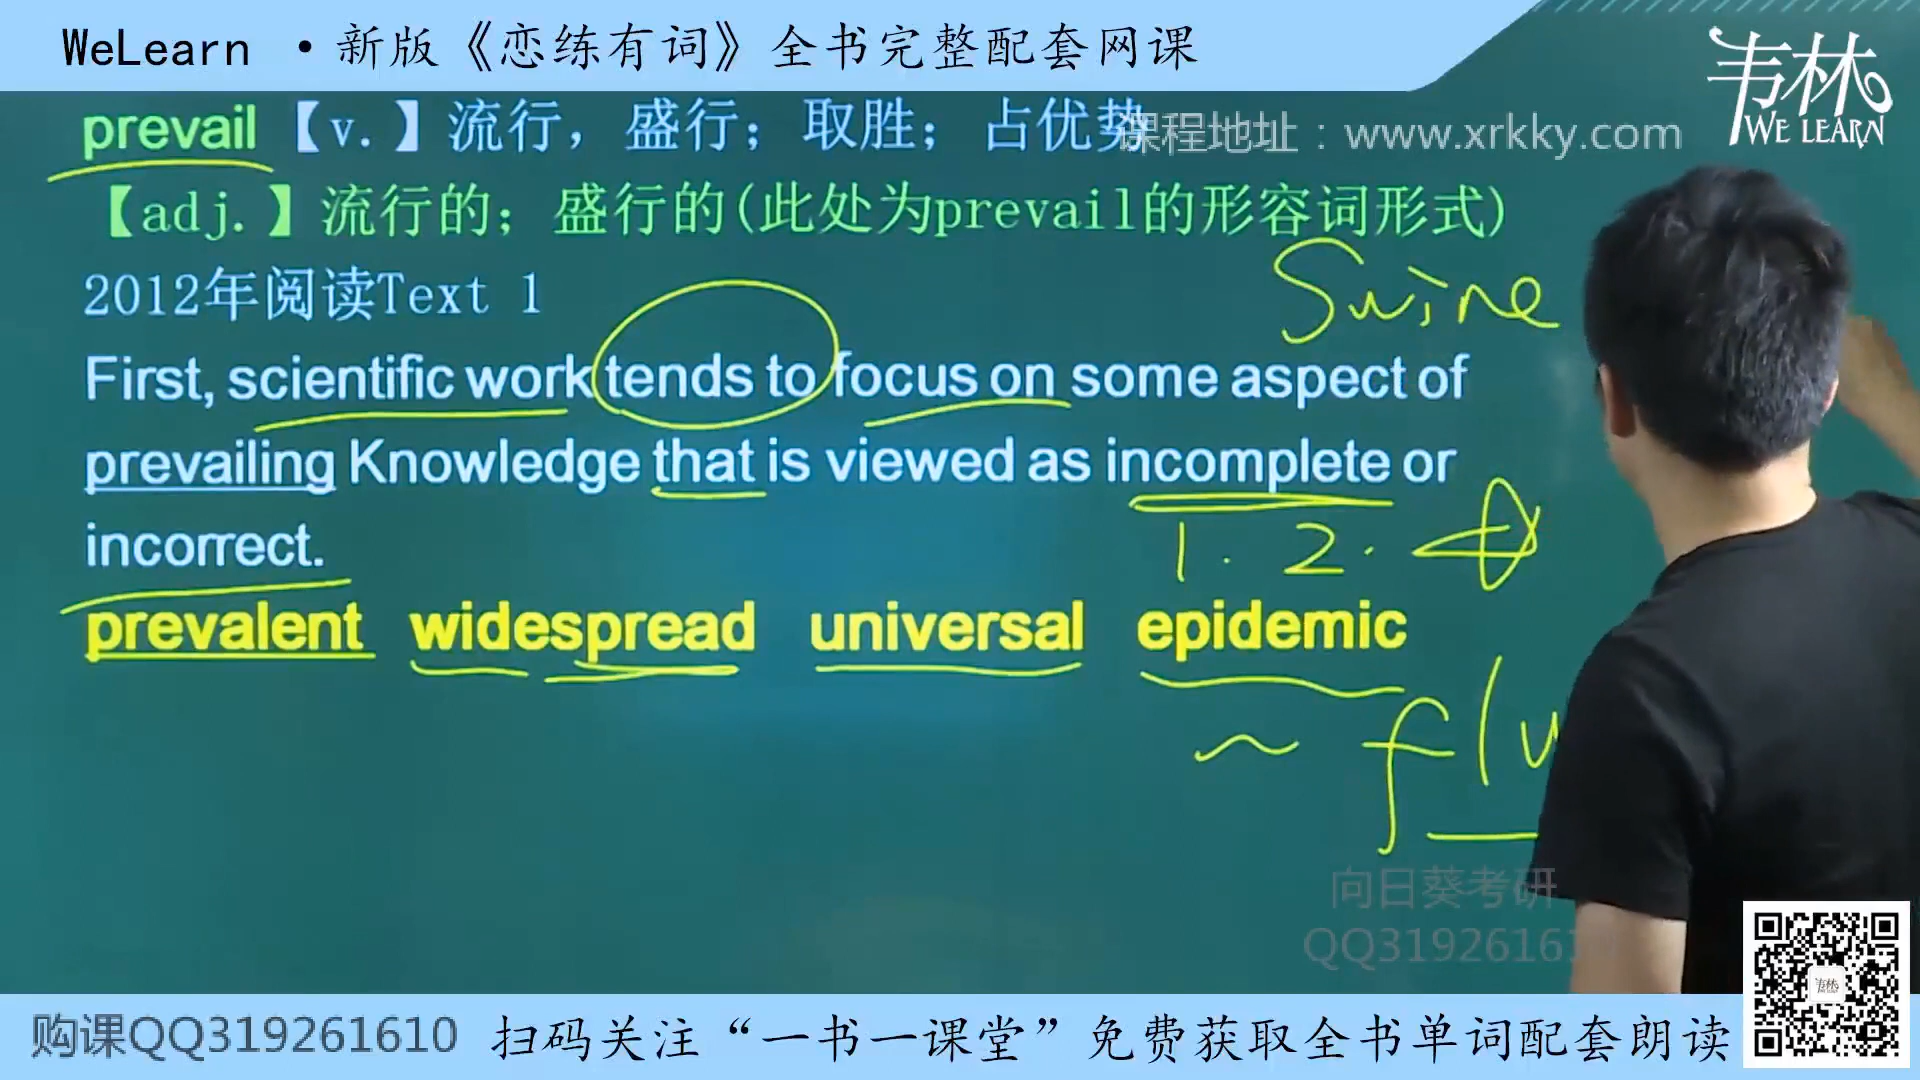 WeLearn · 新版《恋练有词》全书完整配套网课
韦林
WE LEARN
prevail【v.】流行，盛行；取胜；占优势
课程地址：www.xrkky.com
【adj.】流行的；盛行的(此处为prevail的形容词形式)
2012年阅读Text 1
Swine
First, scientific work tends to focus on some aspect of
prevailing Knowledge that is viewed as incomplete or
incorrect.
1. 2.
prevalent widespread universal epidemic
~ flu
向日葵考研
QQ319261610
购课QQ319261610
扫码关注“一书一课堂”免费获取全书单词配套朗读